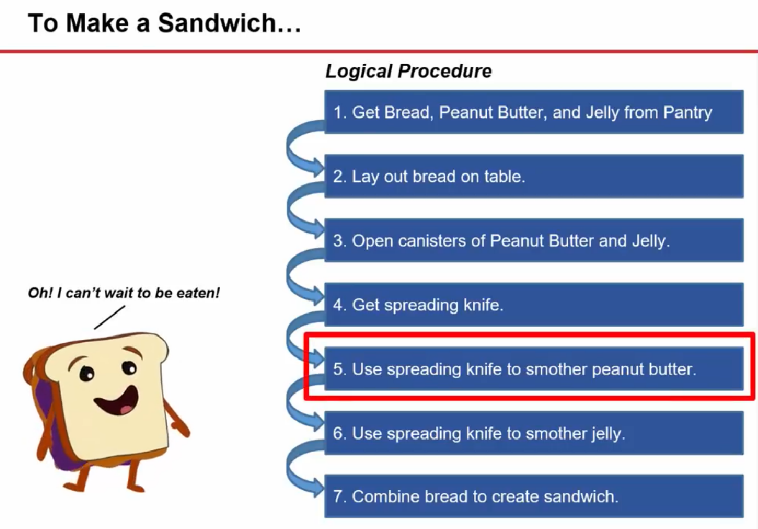 To Make a Sandwich...
Logical Procedure
1. Get Bread, Peanut Butter, and Jelly from Pantry
2. Lay out bread on table.
3. Open canisters of Peanut Butter and Jelly.
4. Get spreading knife.
Oh! I can't wait to be eaten!
5. Use spreading knife to smother peanut butter.
6. Use spreading knife to smother jelly.
7. Combine bread to create sandwich.